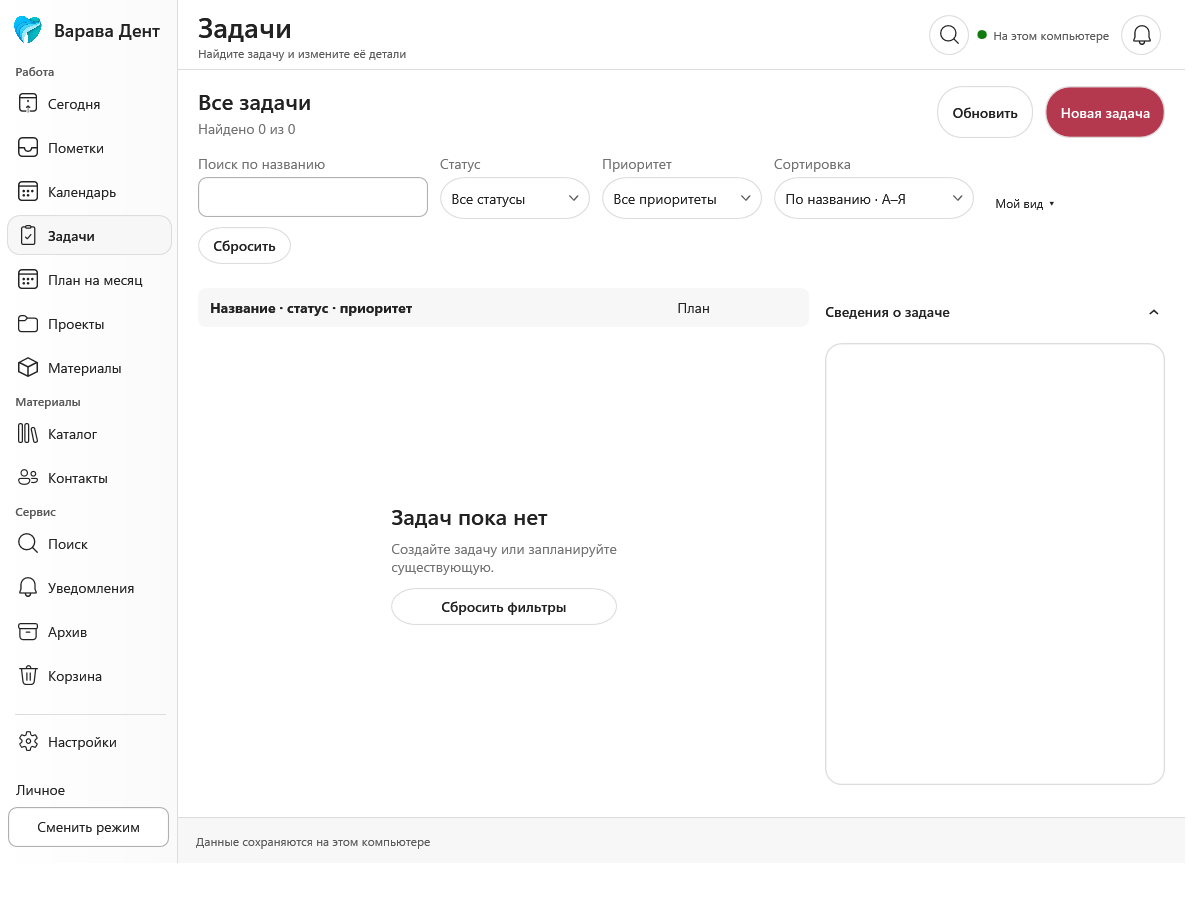 Варава Дент
Работа
Сегодня
Пометки
Календарь
Задачи
План на месяц
Проекты
Материалы
Материалы
Каталог
Контакты
Сервис
Поиск
Уведомления
Архив
Корзина
Настройки
Личное
Сменить режим
Задачи
Найдите задачу и измените её детали
На этом компьютере
Все задачи
Найдено 0 из 0
Обновить
Новая задача
Поиск по названию
Статус
Приоритет
Сортировка
Все статусы
Все приоритеты
По названию · А–Я
Мой вид
Сбросить
Название · статус · приоритет
План
Сведения о задаче
Задач пока нет
Создайте задачу или запланируйте
существующую.
Сбросить фильтры
Данные сохраняются на этом компьютере